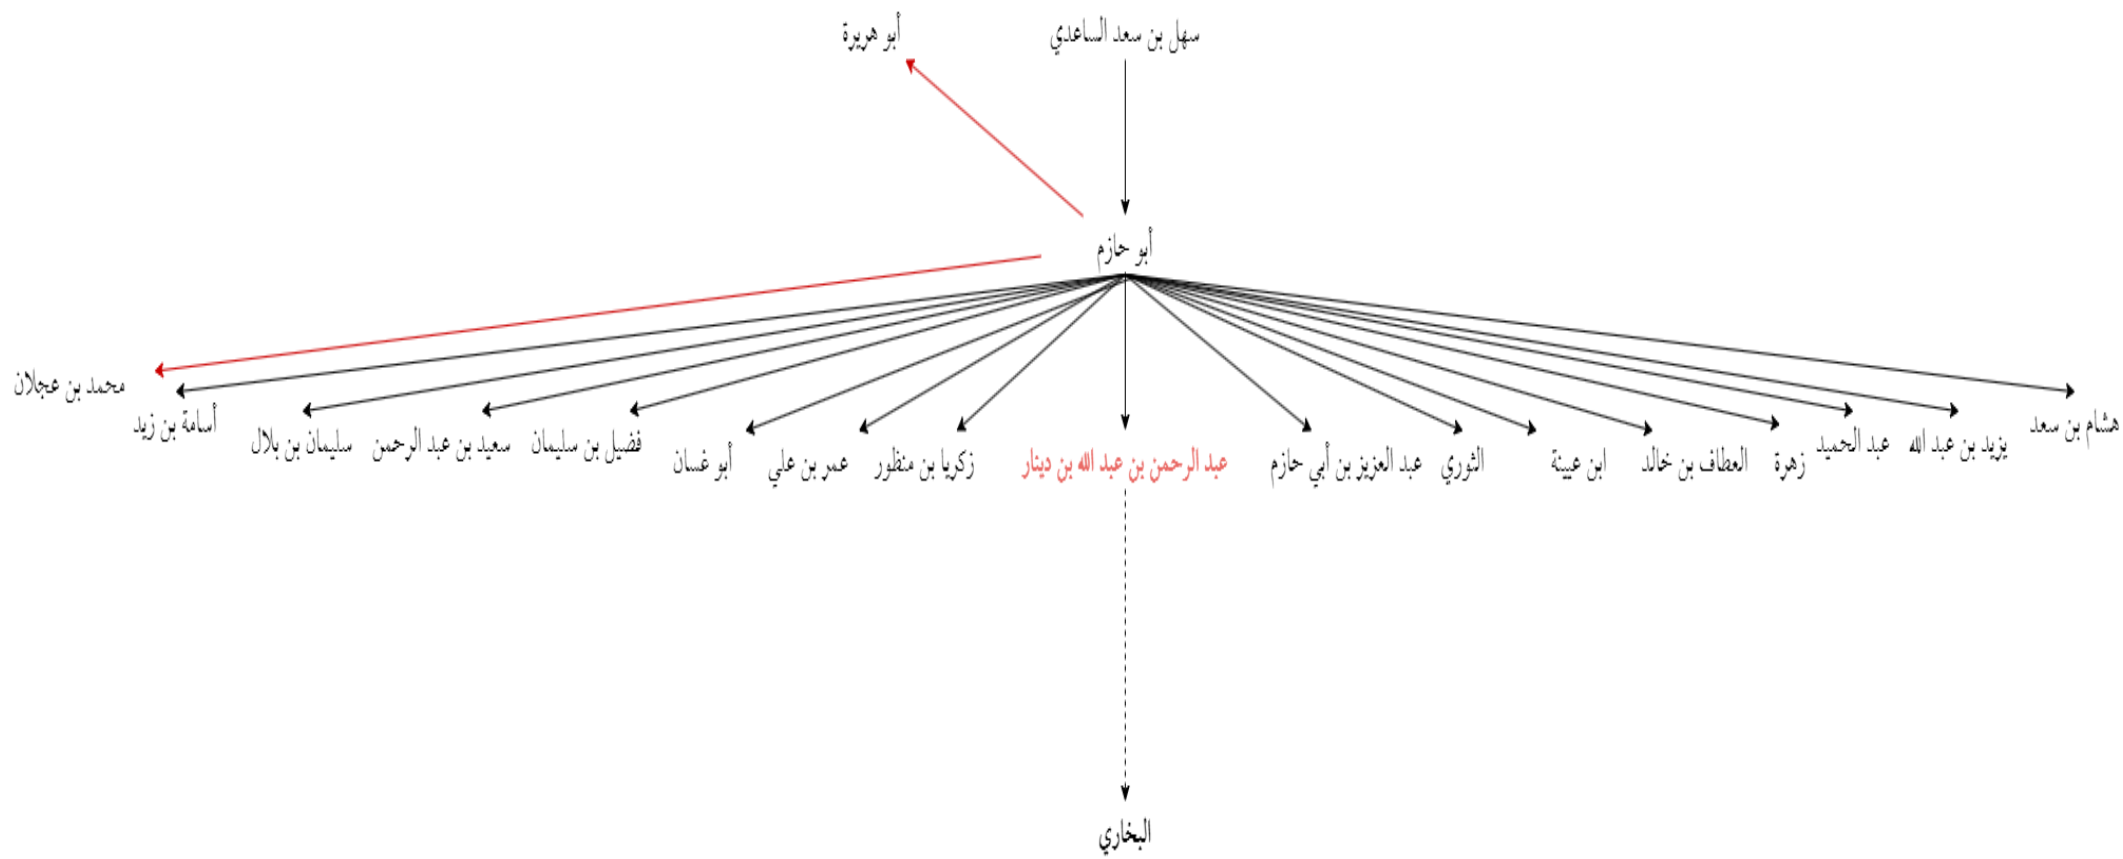 سهل بن سعد الساعدي
أبو هريرة
أبو حازم
هشام بن سعد
يزيد بن عبد الله
عبد الحميد
زهرة
العطاف بن خالد
ابن عيينة
الثوري
عبد العزيز بن أبي حازم
عبد الرحمن بن عبد الله بن دينار
زكريا بن منظور
عمر بن علي
أبو غسان
فضيل بن سليمان
سعيد بن عبد الرحمن
سليمان بن بلال
أسامة بن زيد
محمد بن عجلان
البخاري